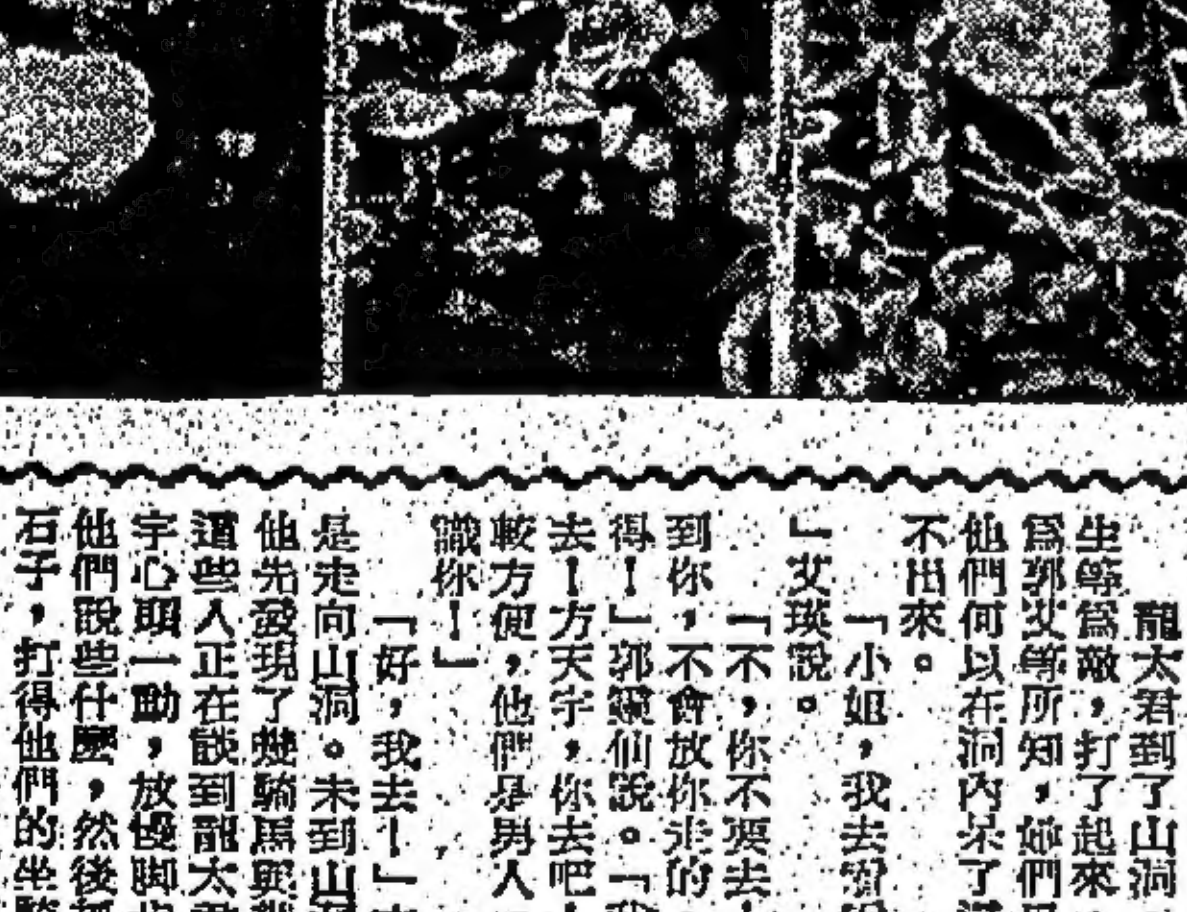 龍太君到了山洞
生等爲敵,打了起來
爲郭艾等所知,她們
他們何以在洞內呆了
不出來。
「小姐,我去
」艾瑛說。
「不,你不要去
到你,不會放你走的
得!」郭靈仙說。「我
去!方天宇,你去吧!
較方便,他們是男人
識你!」
「好,我去!」
是走向山洞。未到山
他先發現了幾騎馬與
這些人正在談到龍太君
宇心頭一動,放慢脚
他們說些什麼,然後
石子,打得他們的坐騎